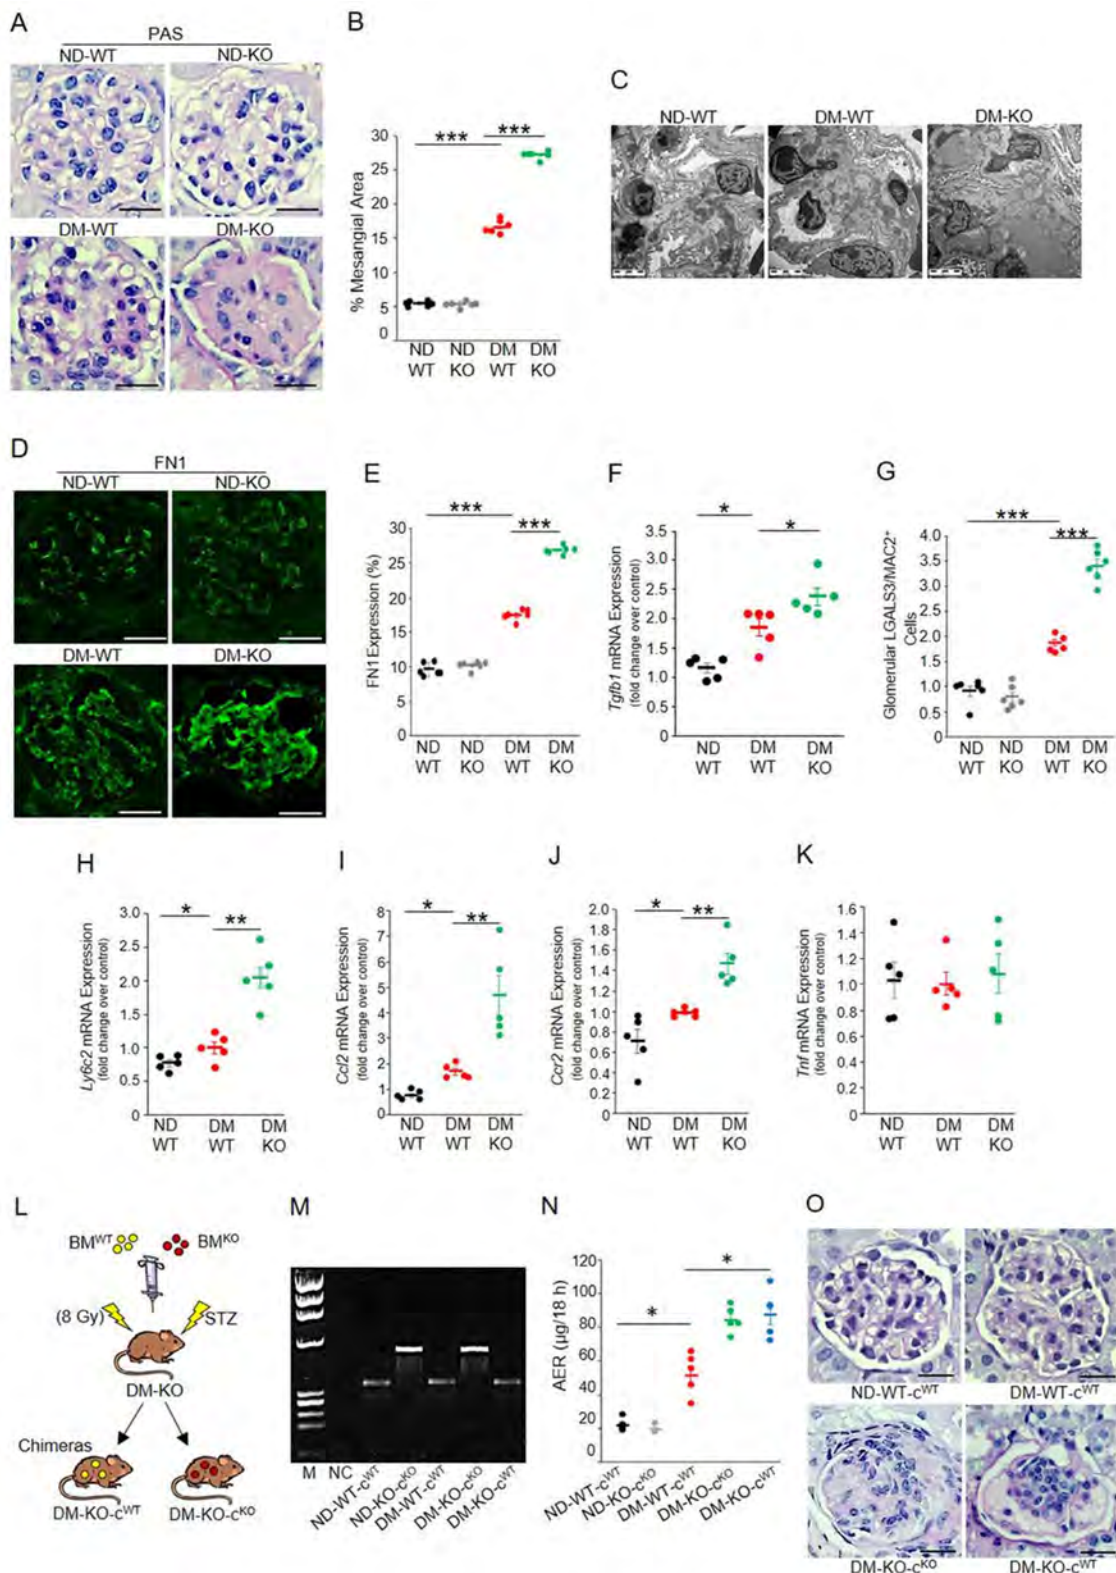 A
PAS
ND-WT ND-KO
DM-WT DM-KO
B
% Mesangial Area
30
25
20
15
10
5
0
*** ***
ND WT
ND KO
DM WT
DM KO
C
ND-WT DM-WT DM-KO
D
FN1
ND-WT ND-KO
DM-WT DM-KO
E
FN1Expression (%)
30
25
20
15
10
5
0
*** ***
ND WT
ND KO
DM WT
DM KO
F
Tgfb1 mRNA Expression
(fold change over control)
3.5
3.0
2.5
2.0
1.5
1.0
0.5
0
* *
ND WT
DM WT
DM KO
G
Glomerular LGALS3/MAC2⁺
Cells
4.0
3.5
3.0
2.5
2.0
1.5
1.0
0.5
0
*** ***
ND WT
ND KO
DM WT
DM KO
H
Ly6c2 mRNA Expression
(fold change over control)
3.0
2.5
2.0
1.5
1.0
0.5
0
* **
ND WT
DM WT
DM KO
I
Ccl2 mRNA Expression
(fold change over control)
8
7
6
5
4
3
2
1
0
* **
ND WT
DM WT
DM KO
J
Ccr2 mRNA Expression
(fold change over control)
2.0
1.8
1.6
1.4
1.2
1.0
0.8
0.6
0.4
0.2
0
* **
ND WT
DM WT
DM KO
K
Tnf mRNA Expression
(fold change over control)
1.6
1.4
1.2
1.0
0.8
0.6
0.4
0.2
0
ND WT
DM WT
DM KO
L
BMᵂᵀ BMᴷᴼ
(8 Gy) STZ
DM-KO
Chimeras
DM-KO-cᵂᵀ DM-KO-cᴷᴼ
M
M NC ND-WT-cᵂᵀ ND-KO-cᴷᴼ DM-WT-cᵂᵀ DM-KO-cᴷᴼ DM-KO-cᵂᵀ
N
AER (µg/18 h)
120
100
80
60
40
20
0
* *
ND-WT-cᵂᵀ ND-KO-cᴷᴼ DM-WT-cᵂᵀ DM-KO-cᴷᴼ DM-KO-cᵂᵀ
O
ND-WT-cᵂᵀ DM-WT-cᵂᵀ
DM-KO-cᴷᴼ DM-KO-cᵂᵀ